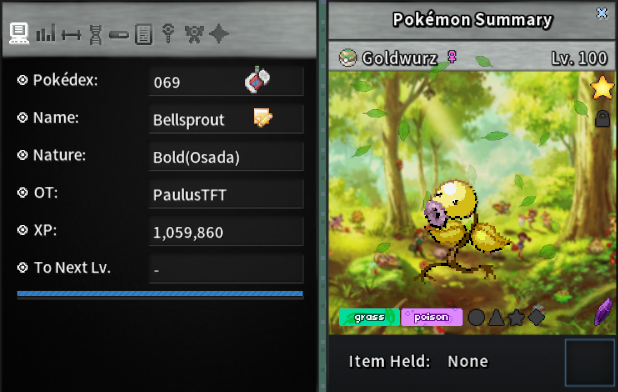 Pokédex: 069
Name: Bellsprout
Nature: Bold(Osada)
OT: PaulusTFT
XP: 1,059,860
To Next Lv. -
Pokémon Summary
Goldwurz Lv. 100
grass poison
Item Held: None